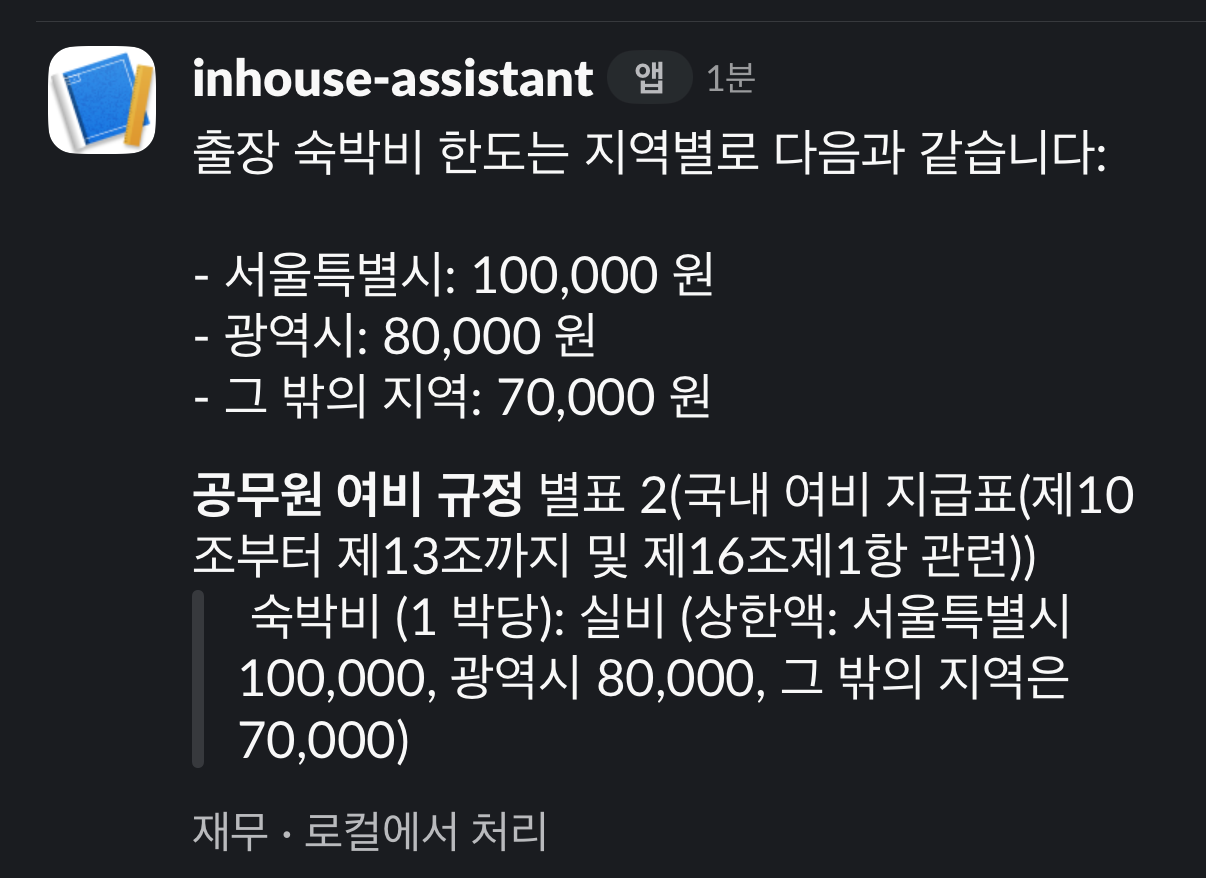 inhouse-assistant 앱 1분
출장 숙박비 한도는 지역별로 다음과 같습니다:
- 서울특별시: 100,000 원
- 광역시: 80,000 원
- 그 밖의 지역: 70,000 원
공무원 여비 규정 별표 2(국내 여비 지급표(제10
조부터 제13조까지 및 제16조제1항 관련))
숙박비 (1 박당): 실비 (상한액: 서울특별시
100,000, 광역시 80,000, 그 밖의 지역은
70,000)
재무 · 로컬에서 처리